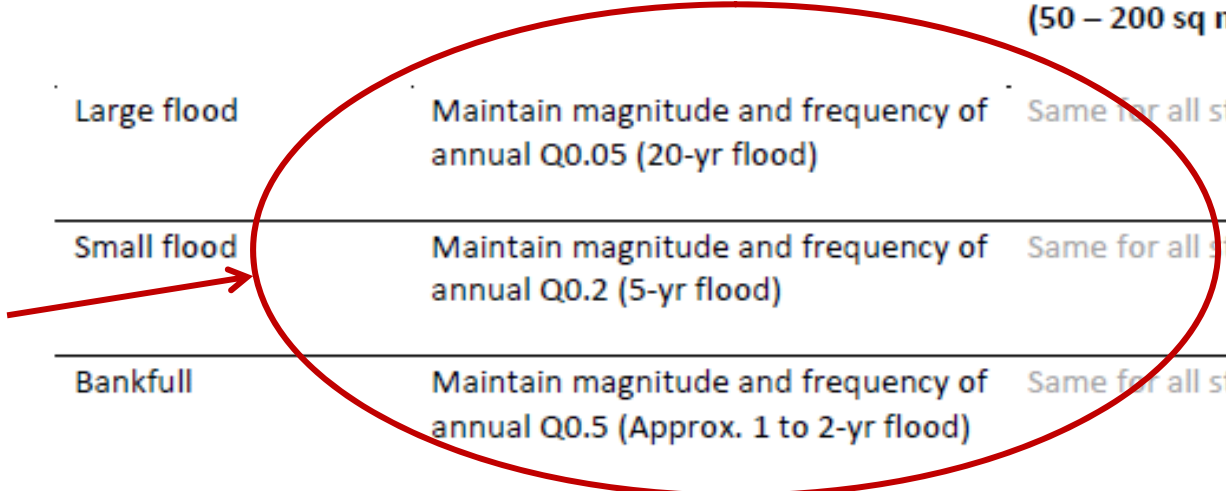 (50 – 200 sq
Large flood
Maintain magnitude and frequency of
annual Q0.05 (20-yr flood)
Same for all
Small flood
Maintain magnitude and frequency of
annual Q0.2 (5-yr flood)
Same for all
Bankfull
Maintain magnitude and frequency of
annual Q0.5 (Approx. 1 to 2-yr flood)
Same for all